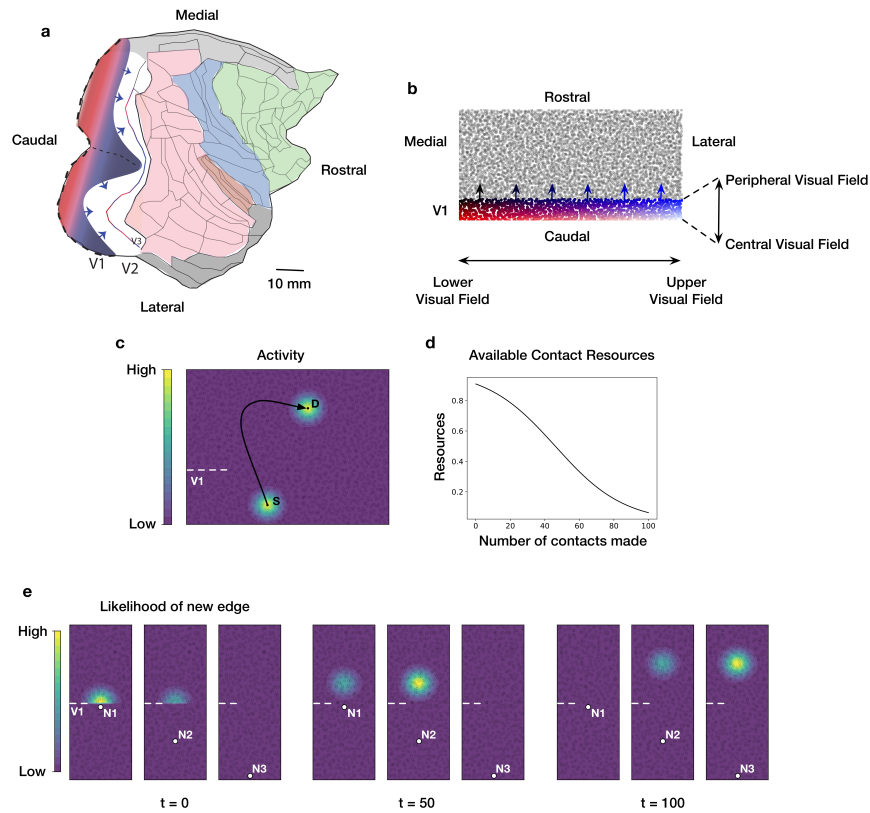 a
Medial
Caudal
Rostral
V1
V2
V3
10 mm
Lateral
b
Rostral
Medial
Lateral
V1
Caudal
Peripheral Visual Field
Central Visual Field
Lower
Visual Field
Upper
Visual Field
c
Activity
High
Low
V1
S
D
d
Available Contact Resources
Resources
0.8
0.6
0.4
0.2
0 20 40 60 80 100
Number of contacts made
e
Likelihood of new edge
High
Low
V1
N1
N2
N3
t = 0
N1
N2
N3
t = 50
N1
N2
N3
t = 100